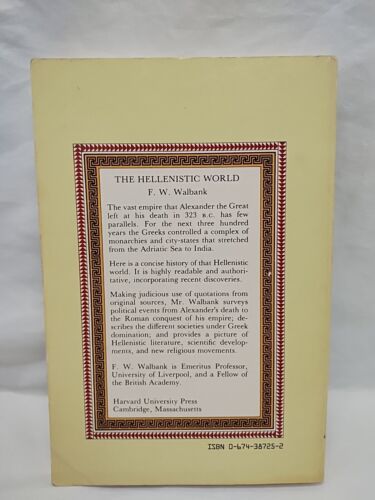 THE HELLENISTIC WORLD
F. W. Walbank
The vast empire that Alexander the Great
left at his death in 323 B.C. has few
parallels. For the next three hundred
years the Greeks controlled a complex of
monarchies and city-states that stretched
from the Adriatic Sea to India.
Here is a concise history of that Hellenistic
world. It is highly readable and authori-
tative, incorporating recent discoveries.
Making judicious use of quotations from
original sources, Mr. Walbank surveys
political events from Alexander's death to
the Roman conquest of his empire; de-
scribes the different societies under Greek
domination; and provides a picture of
Hellenistic literature, scientific develop-
ments, and new religious movements.
F. W. Walbank is Emeritus Professor,
University of Liverpool, and a Fellow of
the British Academy.
Harvard University Press
Cambridge, Massachusetts
ISBN 0-674-38725-2